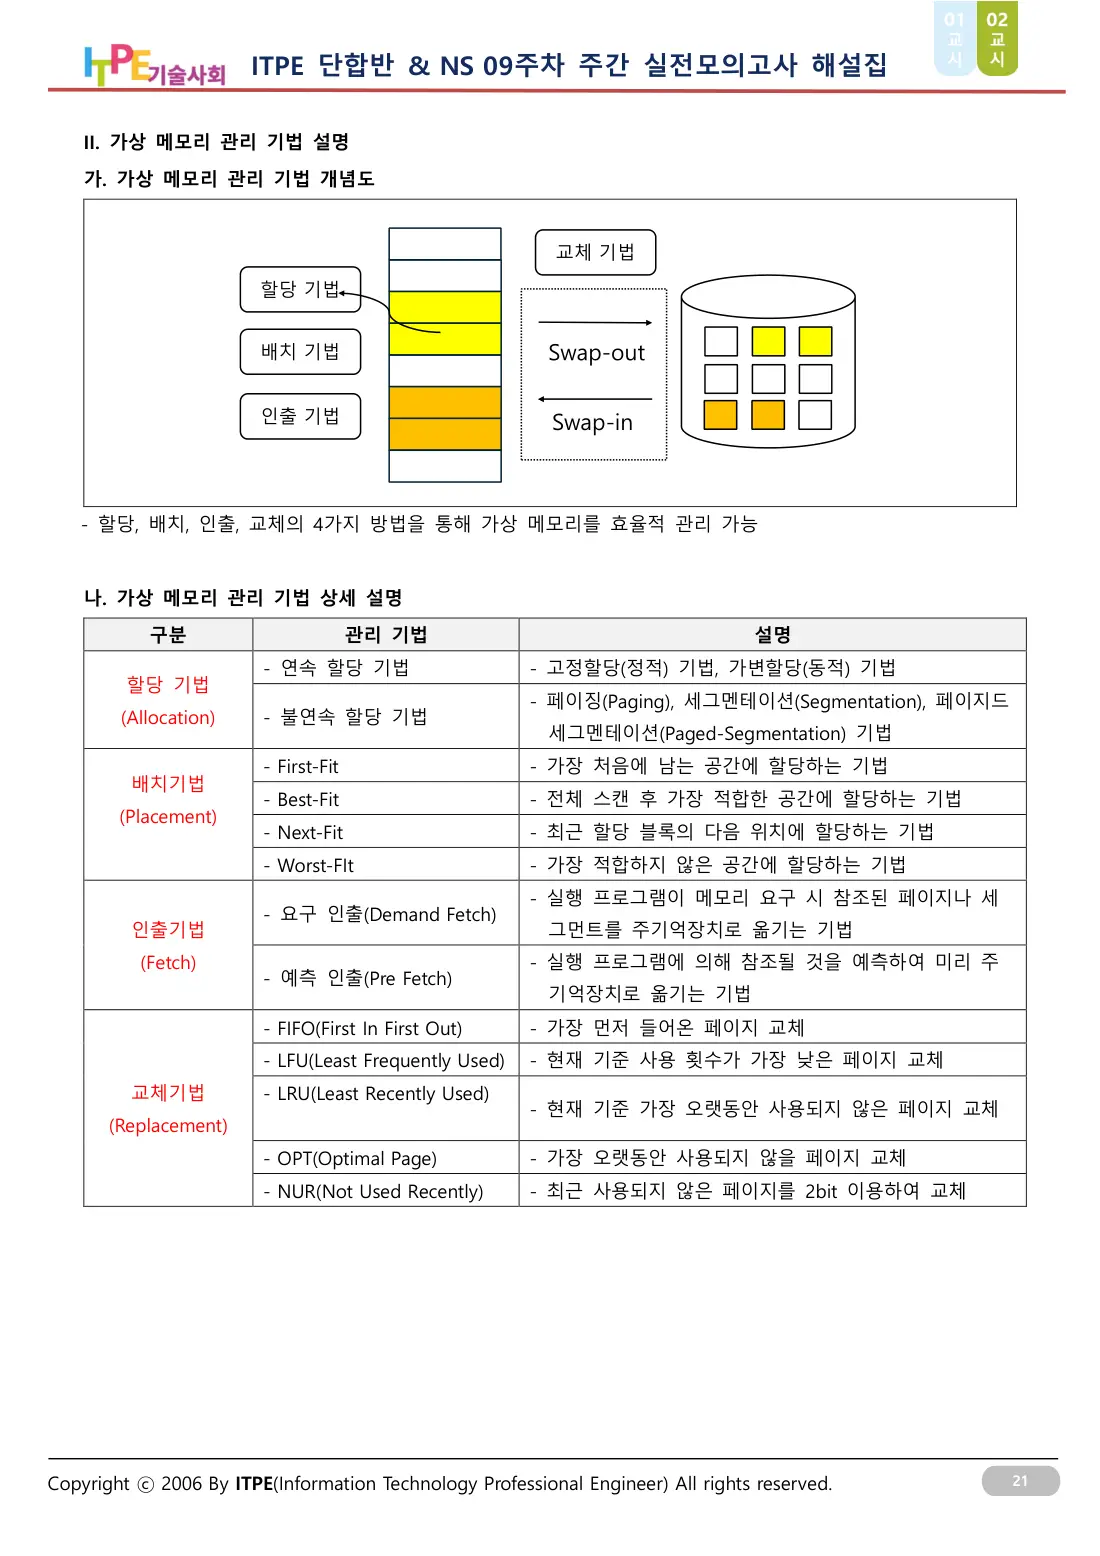 01
교
시
02
교
시
ITPE기술사회
ITPE 단합반 & NS 09주차 주간 실전모의고사 해설집
II. 가상 메모리 관리 기법 설명
가. 가상 메모리 관리 기법 개념도
교체 기법
할당 기법
배치 기법
인출 기법
Swap-out
Swap-in
- 할당, 배치, 인출, 교체의 4가지 방법을 통해 가상 메모리를 효율적 관리 가능
나. 가상 메모리 관리 기법 상세 설명
구분 관리 기법 설명
할당 기법
(Allocation)
- 연속 할당 기법
- 고정할당(정적) 기법, 가변할당(동적) 기법
- 불연속 할당 기법
- 페이징(Paging), 세그멘테이션(Segmentation), 페이지드
세그멘테이션(Paged-Segmentation) 기법
배치기법
(Placement)
- First-Fit
- 가장 처음에 남는 공간에 할당하는 기법
- Best-Fit
- 전체 스캔 후 가장 적합한 공간에 할당하는 기법
- Next-Fit
- 최근 할당 블록의 다음 위치에 할당하는 기법
- Worst-FIt
- 가장 적합하지 않은 공간에 할당하는 기법
인출기법
(Fetch)
- 요구 인출(Demand Fetch)
- 실행 프로그램이 메모리 요구 시 참조된 페이지나 세
그먼트를 주기억장치로 옮기는 기법
- 예측 인출(Pre Fetch)
- 실행 프로그램에 의해 참조될 것을 예측하여 미리 주
기억장치로 옮기는 기법
교체기법
(Replacement)
- FIFO(First In First Out)
- 가장 먼저 들어온 페이지 교체
- LFU(Least Frequently Used)
- 현재 기준 사용 횟수가 가장 낮은 페이지 교체
- LRU(Least Recently Used)
- 현재 기준 가장 오랫동안 사용되지 않은 페이지 교체
- OPT(Optimal Page)
- 가장 오랫동안 사용되지 않을 페이지 교체
- NUR(Not Used Recently)
- 최근 사용되지 않은 페이지를 2bit 이용하여 교체
Copyright ⓒ 2006 By ITPE(Information Technology Professional Engineer) All rights reserved.
21